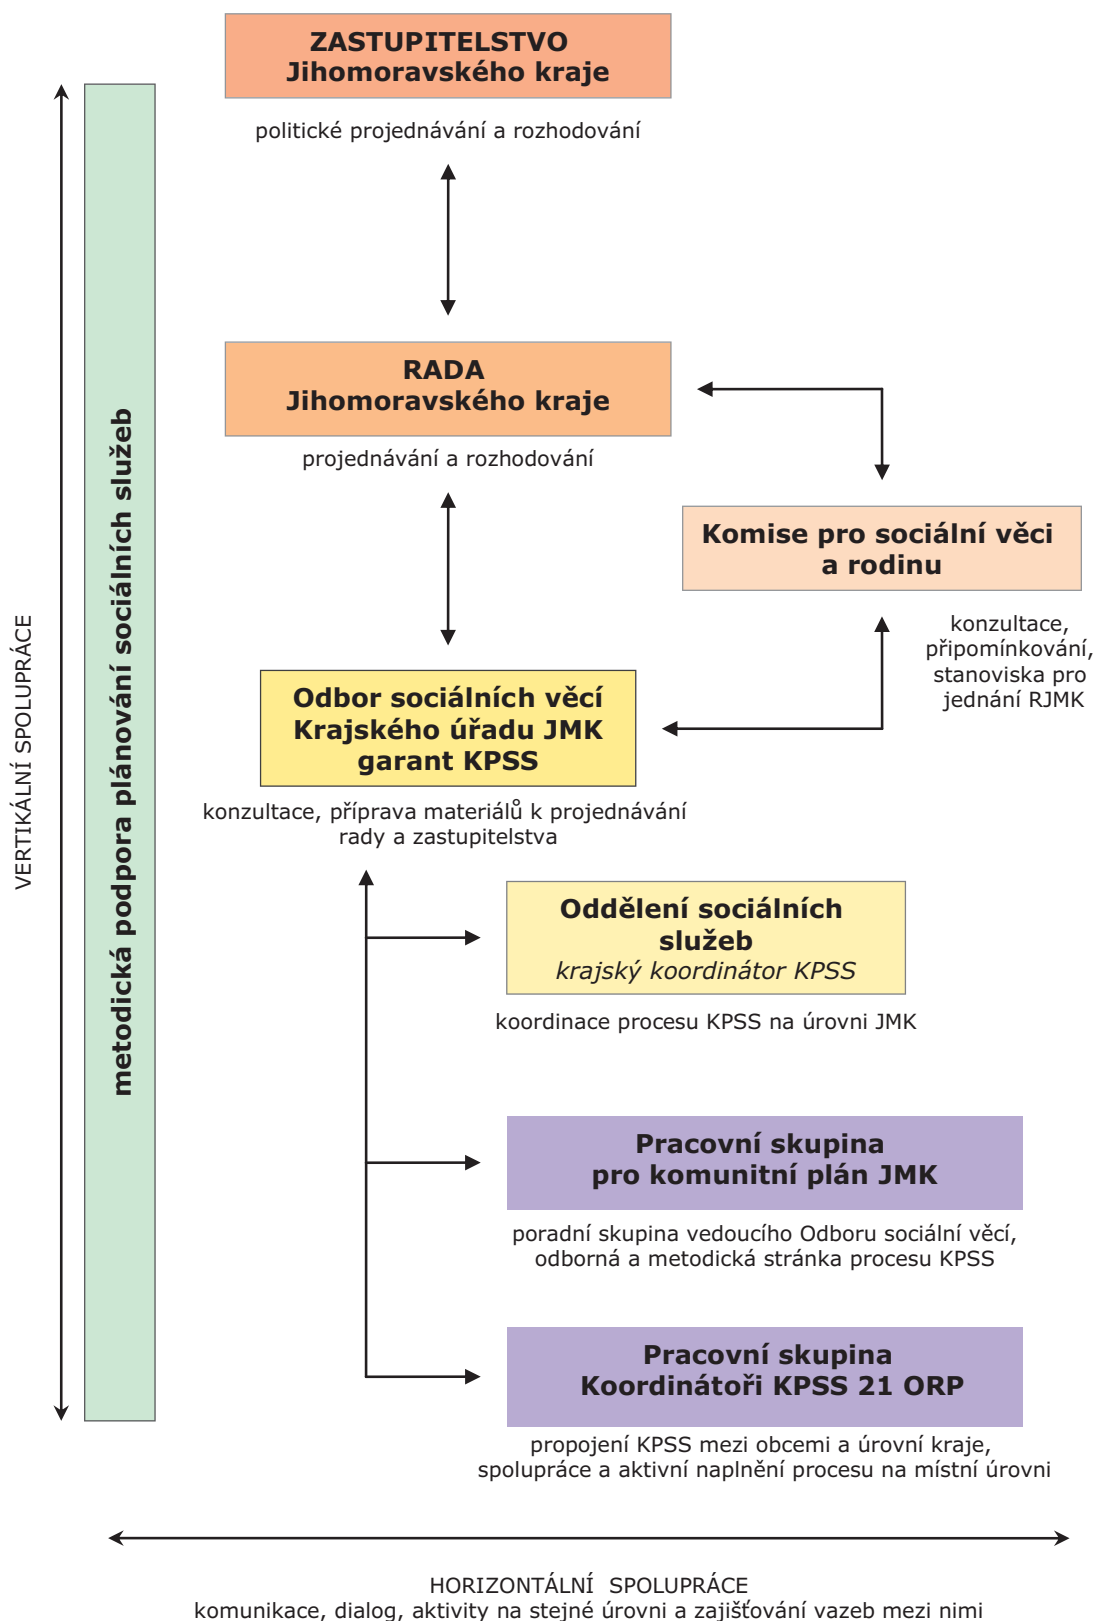 ZASTUPITELSTVO
Jihomoravského kraje
politické projednávání a rozhodování
RADA
Jihomoravského kraje
projednávání a rozhodování
Komise pro sociální věci
a rodinu
konzultace,
připomínkování,
stanoviska pro
jednání RJMK
Odbor sociálních věcí
Krajského úřadu JMK
garant KPSS
konzultace, příprava materiálů k projednávání
rady a zastupitelstva
Oddělení sociálních
služeb
krajský koordinátor KPSS
koordinace procesu KPSS na úrovni JMK
Pracovní skupina
pro komunitní plán JMK
poradní skupina vedoucího Odboru sociální věcí,
odborná a metodická stránka procesu KPSS
Pracovní skupina
Koordinátoři KPSS 21 ORP
propojení KPSS mezi obcemi a úrovní kraje,
spolupráce a aktivní naplnění procesu na místní úrovni
VERTIKÁLNÍ SPOLUPRÁCE
metodická podpora plánování sociálních služeb
HORIZONTÁLNÍ SPOLUPRÁCE
komunikace, dialog, aktivity na stejné úrovni a zajišťování vazeb mezi nimi